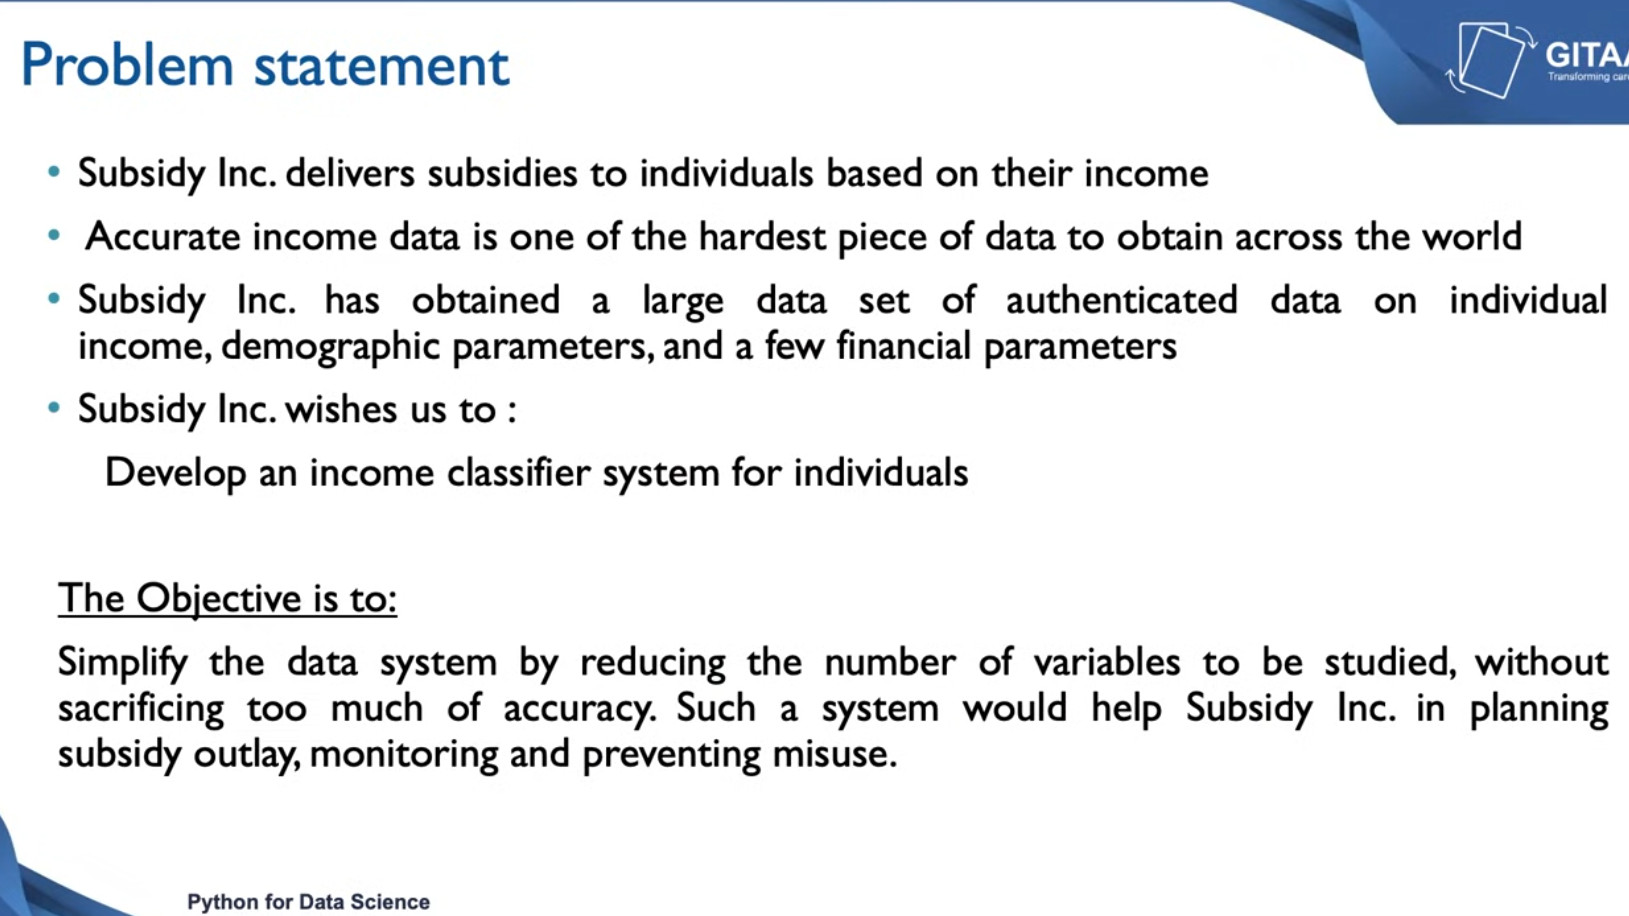 Problem statement
GITAA
• Subsidy Inc. delivers subsidies to individuals based on their income
• Accurate income data is one of the hardest piece of data to obtain across the world
• Subsidy Inc. has obtained a large data set of authenticated data on individual
income, demographic parameters, and a few financial parameters
• Subsidy Inc. wishes us to :
Develop an income classifier system for individuals
The Objective is to:
Simplify the data system by reducing the number of variables to be studied, without
sacrificing too much of accuracy. Such a system would help Subsidy Inc. in planning
subsidy outlay, monitoring and preventing misuse.
Python for Data Science